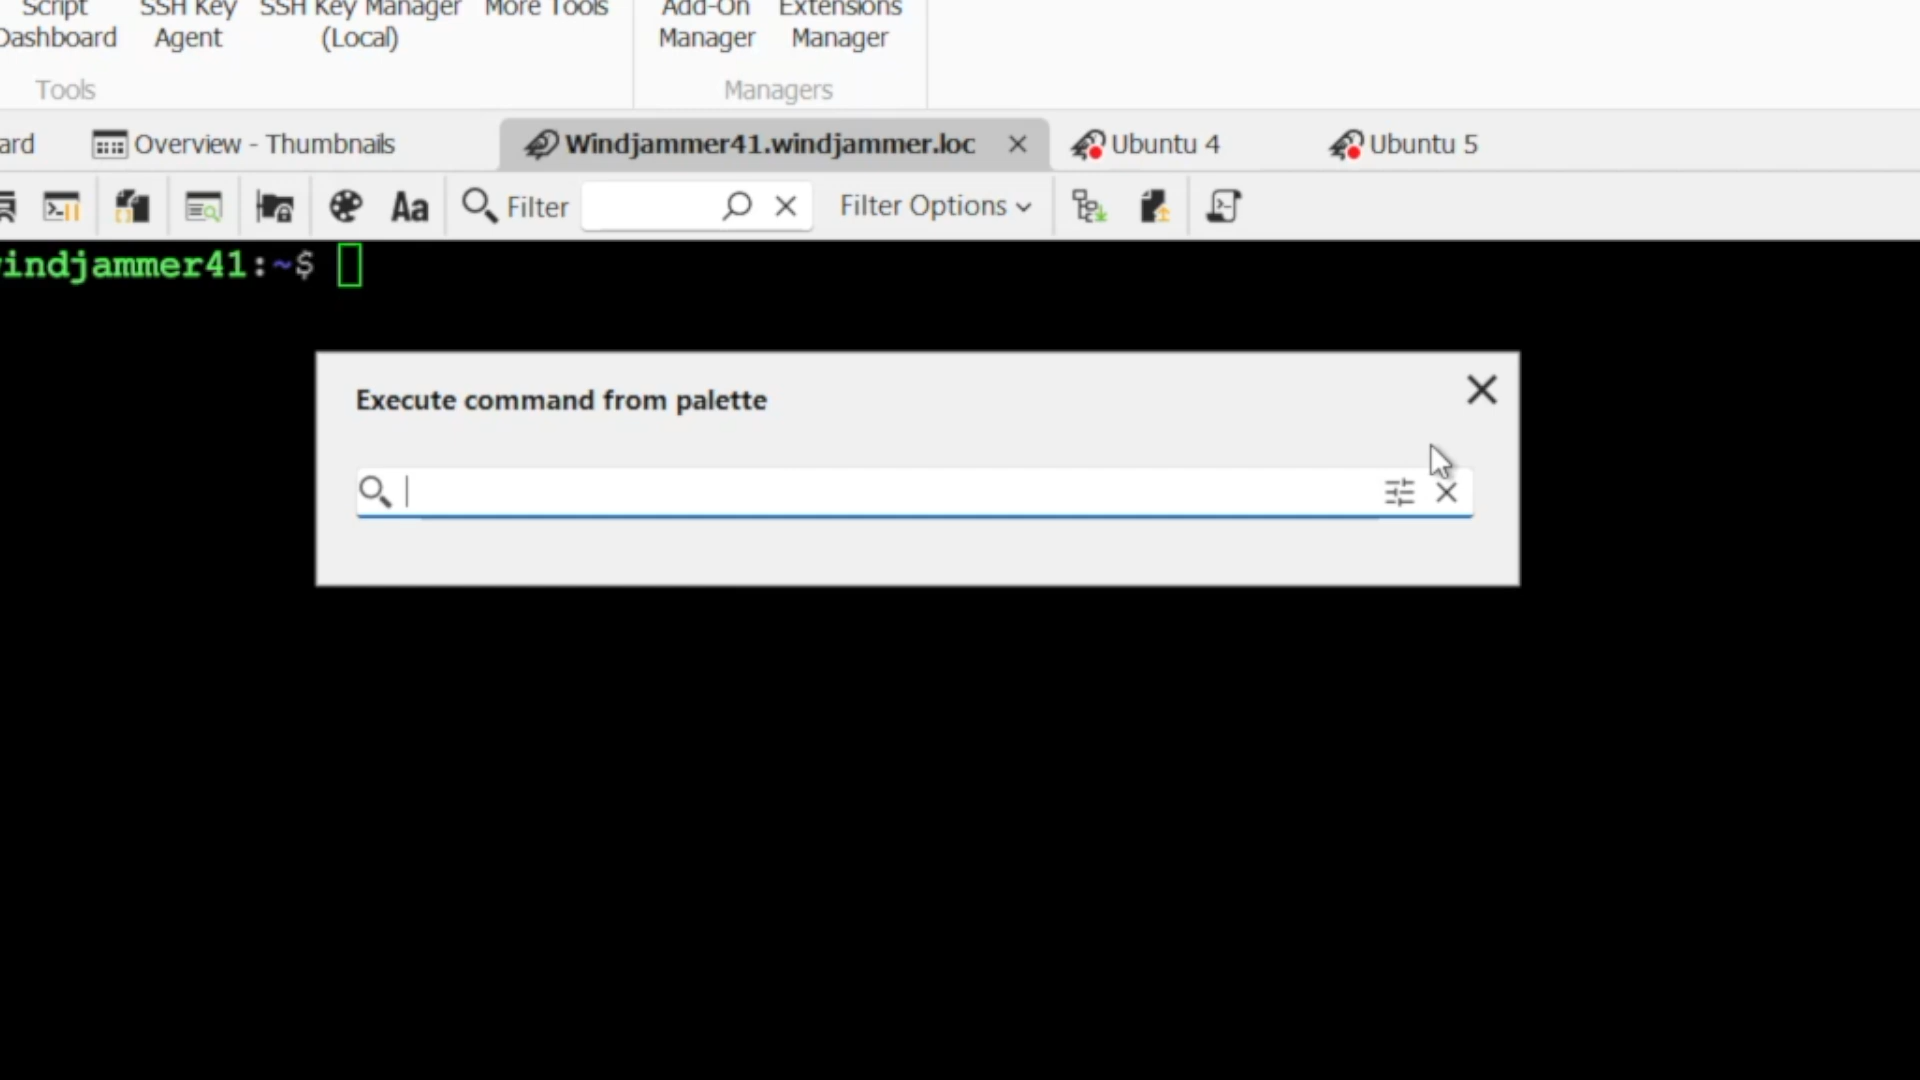 Script SSH Key SSH Key Manager More Tools Add-On Extensions
Dashboard Agent (Local) Manager Manager
Tools Managers
ard Overview - Thumbnails Windjammer41.windjammer.loc Ubuntu 4 Ubuntu 5
Aa Filter Filter Options
indjammer41:~$
Execute command from palette